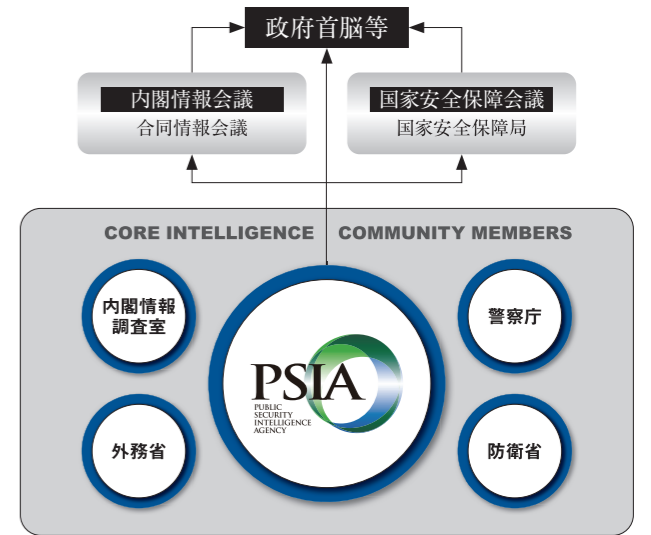 政府首脳等
内閣情報会議
合同情報会議
国家安全保障会議
国家安全保障局
CORE INTELLIGENCE COMMUNITY MEMBERS
内閣情報
調査室
警察庁
PSIA
PUBLIC
SECURITY
INTELLIGENCE
AGENCY
外務省
防衛省